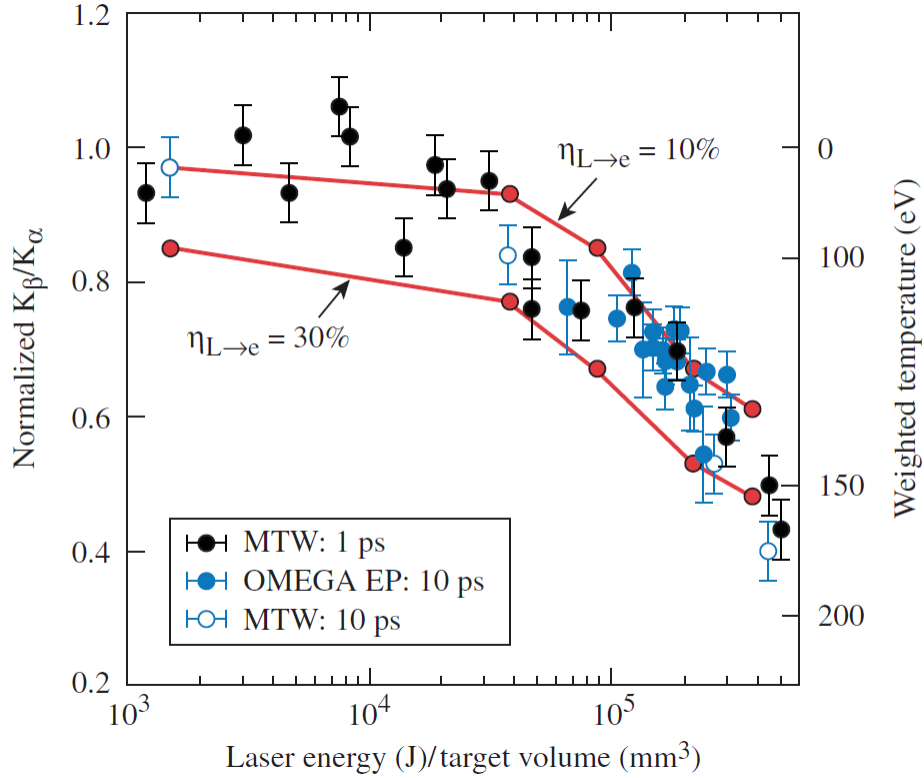 1.2
1.0
0.8
0.6
0.4
0.2
Normalized Kβ/Kα
0
100
150
200
Weighted temperature (eV)
ηL→e = 10%
ηL→e = 30%
MTW: 1 ps
OMEGA EP: 10 ps
MTW: 10 ps
10³
10⁴
10⁵
Laser energy (J)/target volume (mm³)